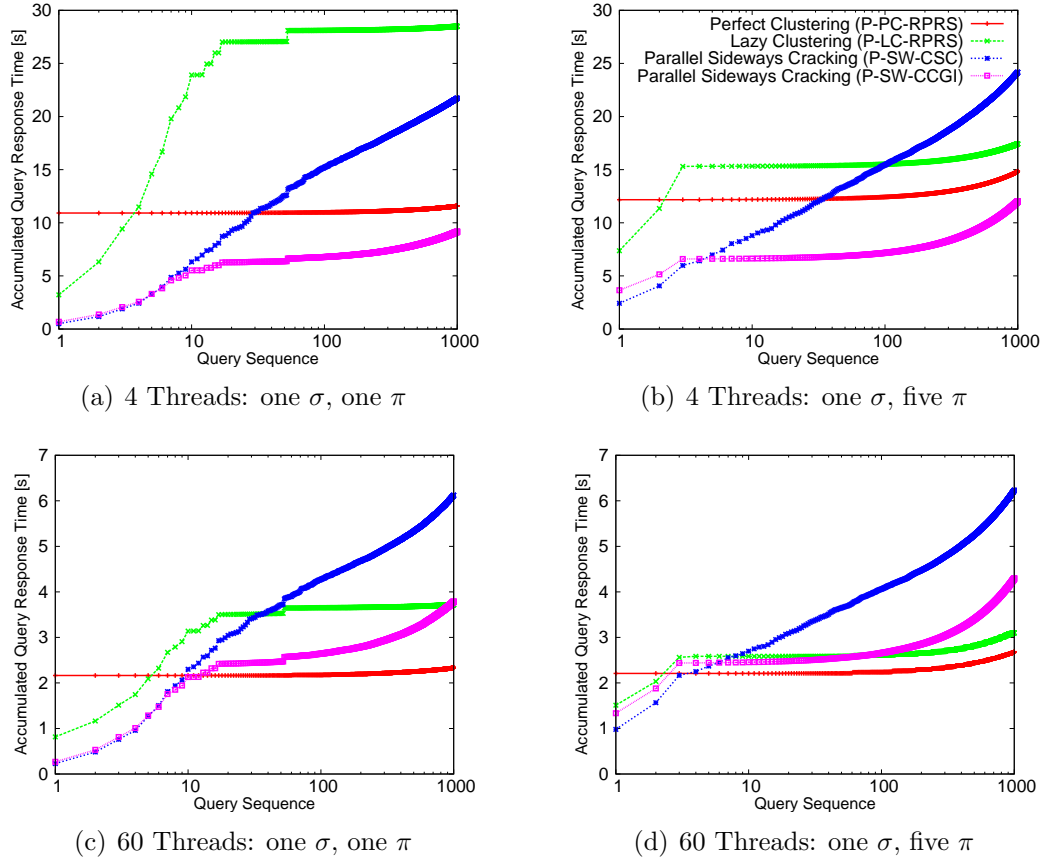 Accumulated Query Response Time [s]
30
25
20
15
10
5
0
1 10 100 1000
Query Sequence
(a) 4 Threads: one σ, one π
Accumulated Query Response Time [s]
30
25
20
15
10
5
0
Perfect Clustering (P-PC-RPRS)
Lazy Clustering (P-LC-RPRS)
Parallel Sideways Cracking (P-SW-CSC)
Parallel Sideways Cracking (P-SW-CCGI)
1 10 100 1000
Query Sequence
(b) 4 Threads: one σ, five π
Accumulated Query Response Time [s]
7
6
5
4
3
2
1
0
1 10 100 1000
Query Sequence
(c) 60 Threads: one σ, one π
Accumulated Query Response Time [s]
7
6
5
4
3
2
1
0
1 10 100 1000
Query Sequence
(d) 60 Threads: one σ, five π